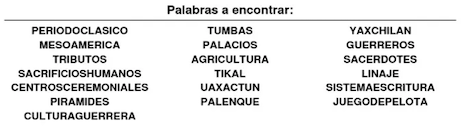 Palabras a encontrar:
PERIODOCLASICO TUMBAS YAXCHILAN
MESOAMERICA PALACIOS GUERREROS
TRIBUTOS AGRICULTURA SACERDOTES
SACRIFICIOSHUMANOS TIKAL LINAJE
CENTROSCEREMONIALES UAXACTUN SISTEMAESCRITURA
PIRAMIDES PALENQUE JUEGODEPELOTA
CULTURAGUERRERA